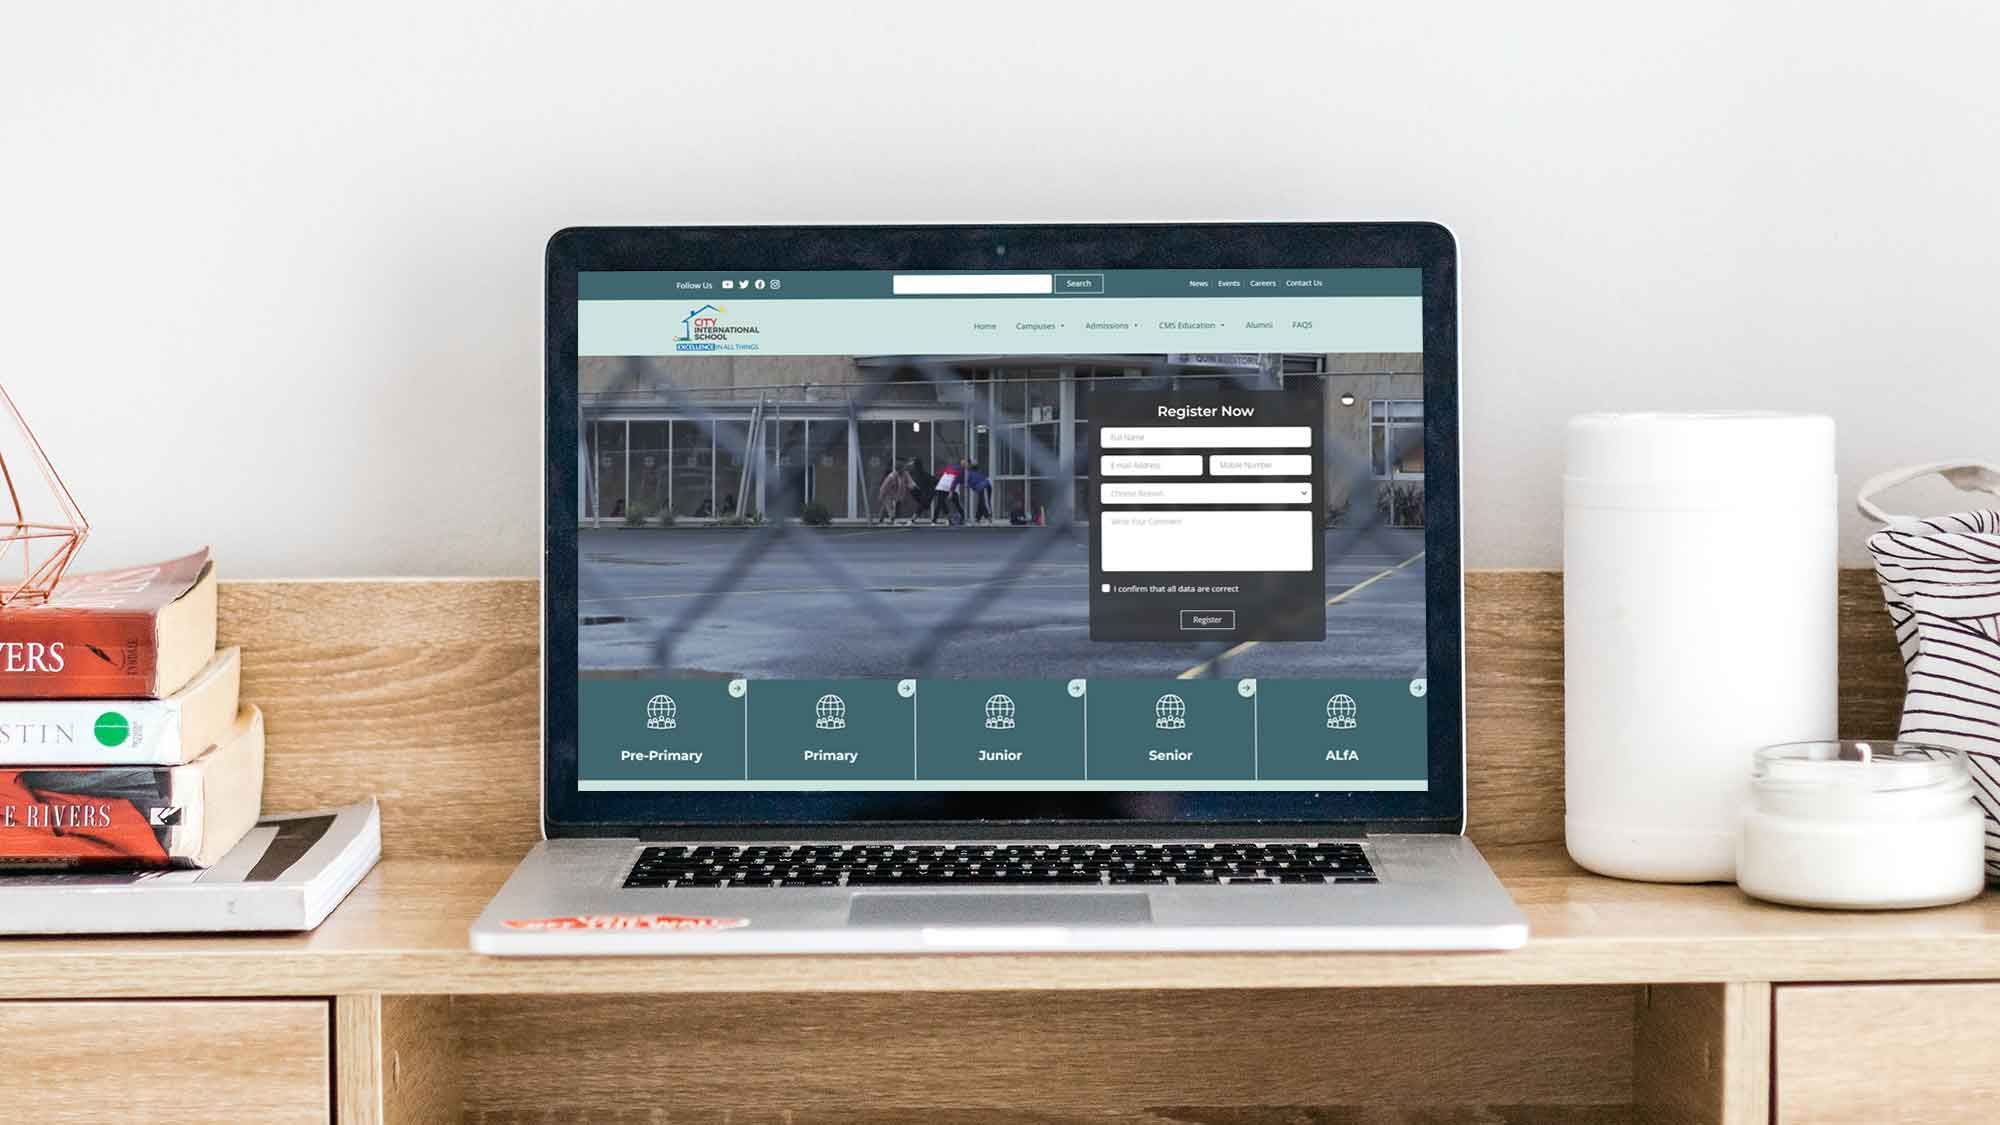 Follow Us
Search
News
Events
Careers
Contact Us
CITY
INTERNATIONAL
SCHOOL
EXCELLENCE IN ALL THINGS
Home
Campuses
Admissions
CMS Education
Alumni
FAQS
Register Now
Full Name
E-mail Address
Mobile Number
Choose Reason
Write Your Comment
I confirm that all data are correct
Register
Pre-Primary
Primary
Junior
Senior
ALfA
VERS
TYNDALE
STIN
E RIVERS